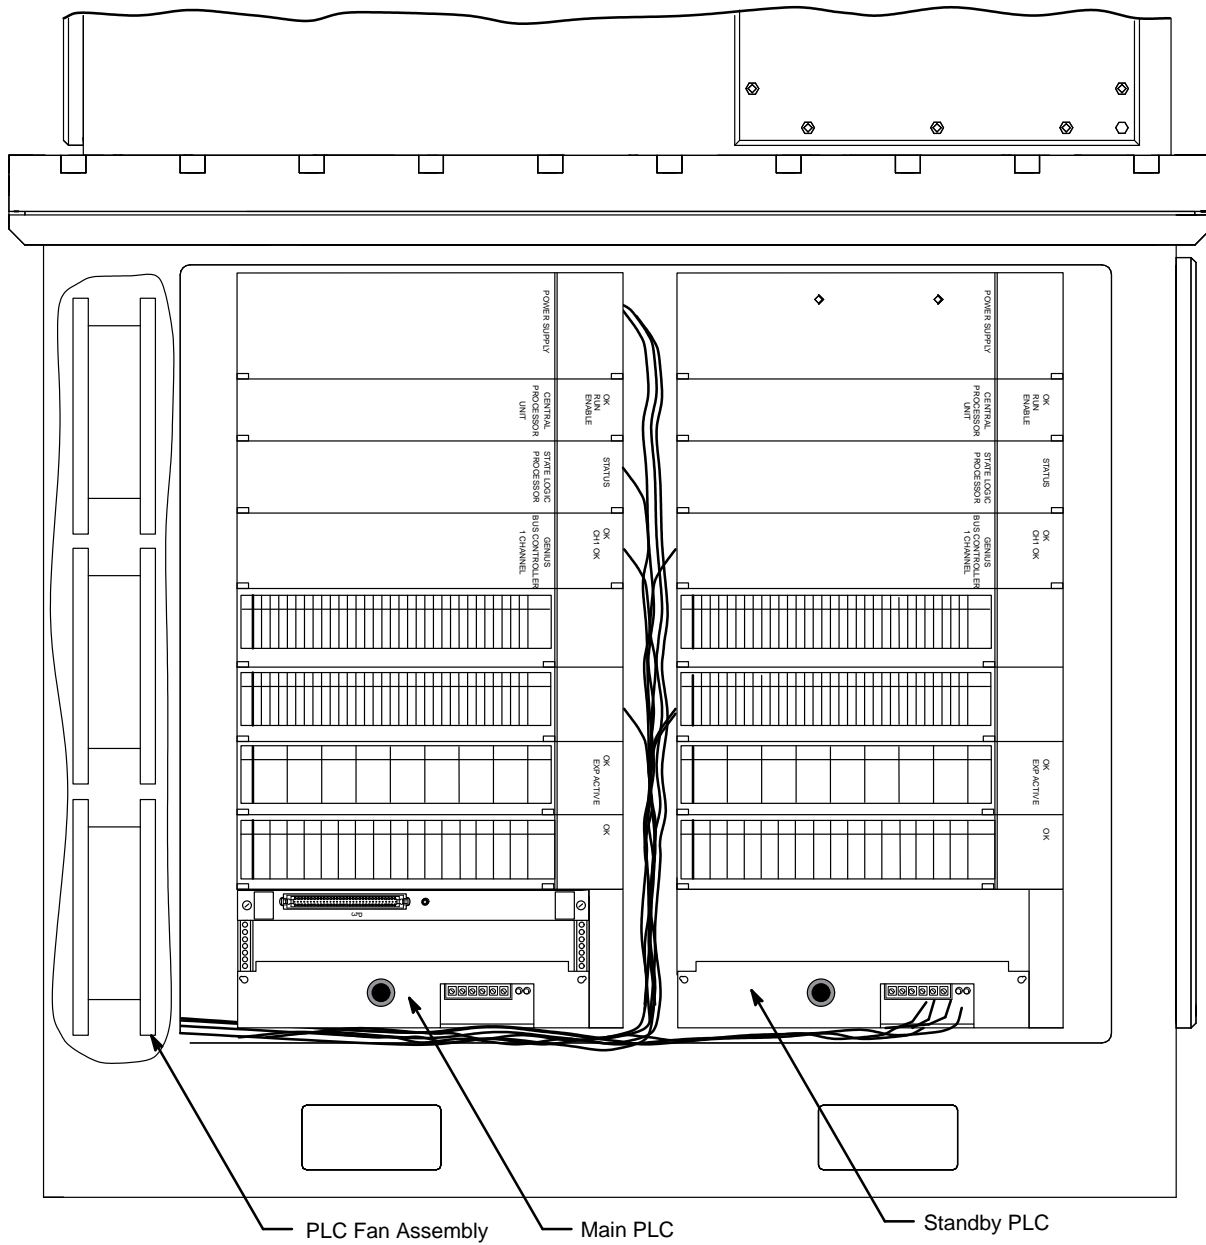 POWER SUPPLY
OK
RUN
ENABLE
CENTRAL
PROCESSOR
UNIT
STATUS
STATE LOGIC
PROCESSOR
OK
CH1 OK
GENIUS
BUS CONTROLLER
1 CHANNEL
OK
EXP ACTIVE
OK
P3
POWER SUPPLY
OK
RUN
ENABLE
CENTRAL
PROCESSOR
UNIT
STATUS
STATE LOGIC
PROCESSOR
OK
CH1 OK
GENIUS
BUS CONTROLLER
1 CHANNEL
OK
EXP ACTIVE
OK
PLC Fan Assembly
Main PLC
Standby PLC